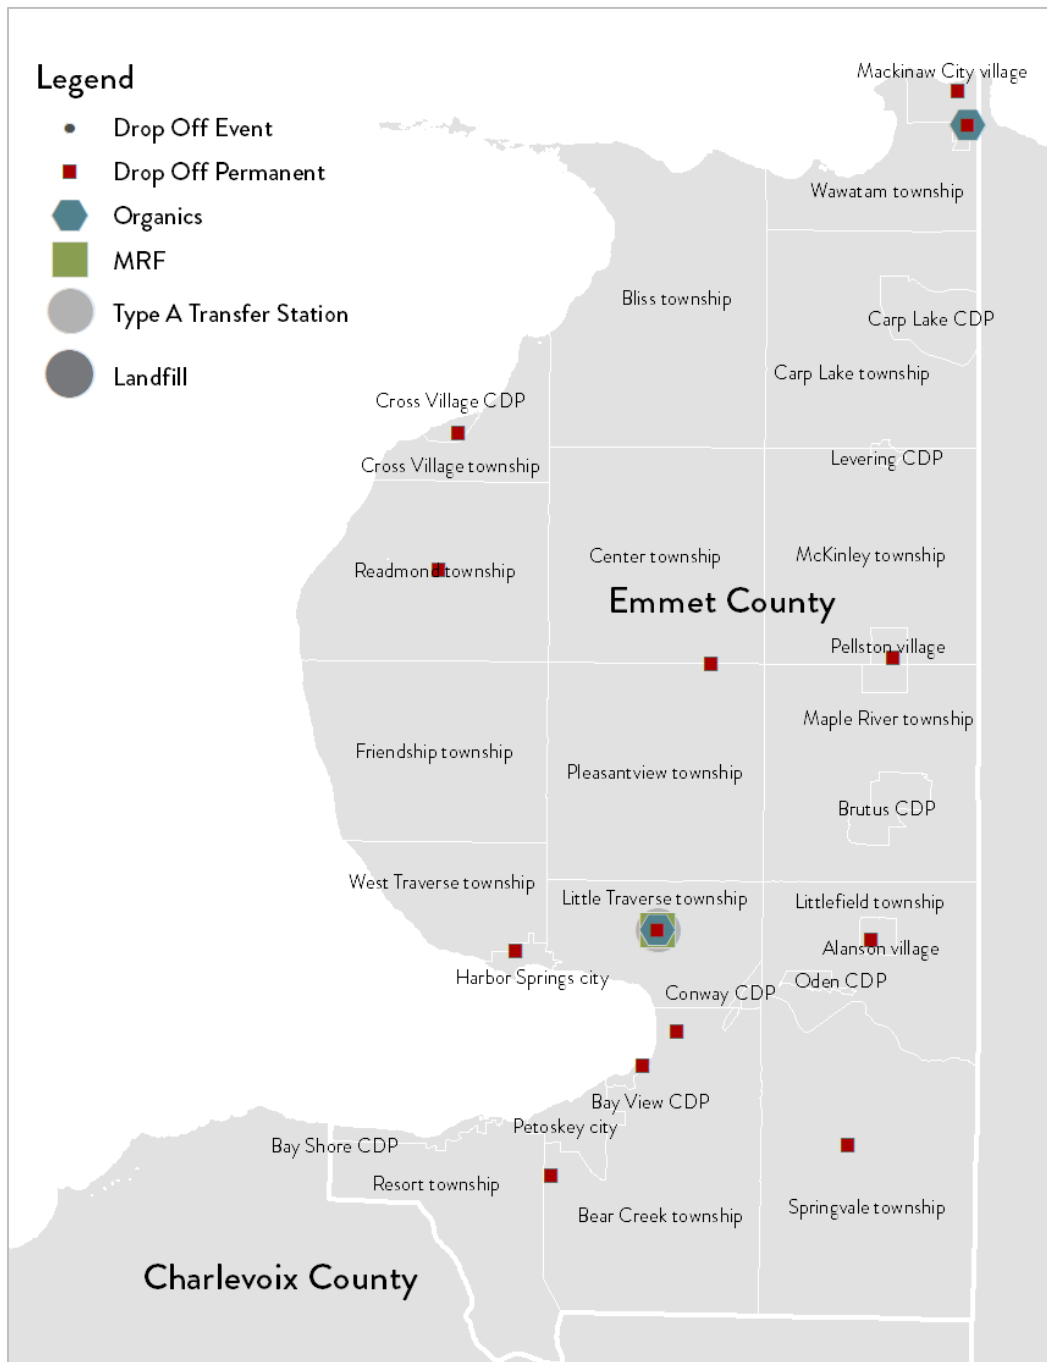 Legend
Drop Off Event
Drop Off Permanent
Organics
MRF
Type A Transfer Station
Landfill
Mackinaw City village
Wawatam township
Bliss township
Carp Lake CDP
Carp Lake township
Cross Village CDP
Levering CDP
Cross Village township
Center township
McKinley township
Readmond township
Emmet County
Pellston village
Maple River township
Friendship township
Pleasantview township
Brutus CDP
West Traverse township
Little Traverse township
Littlefield township
Alanson village
Harbor Springs city
Oden CDP
Conway CDP
Bay View CDP
Petoskey city
Bay Shore CDP
Resort township
Springvale township
Bear Creek township
Charlevoix County